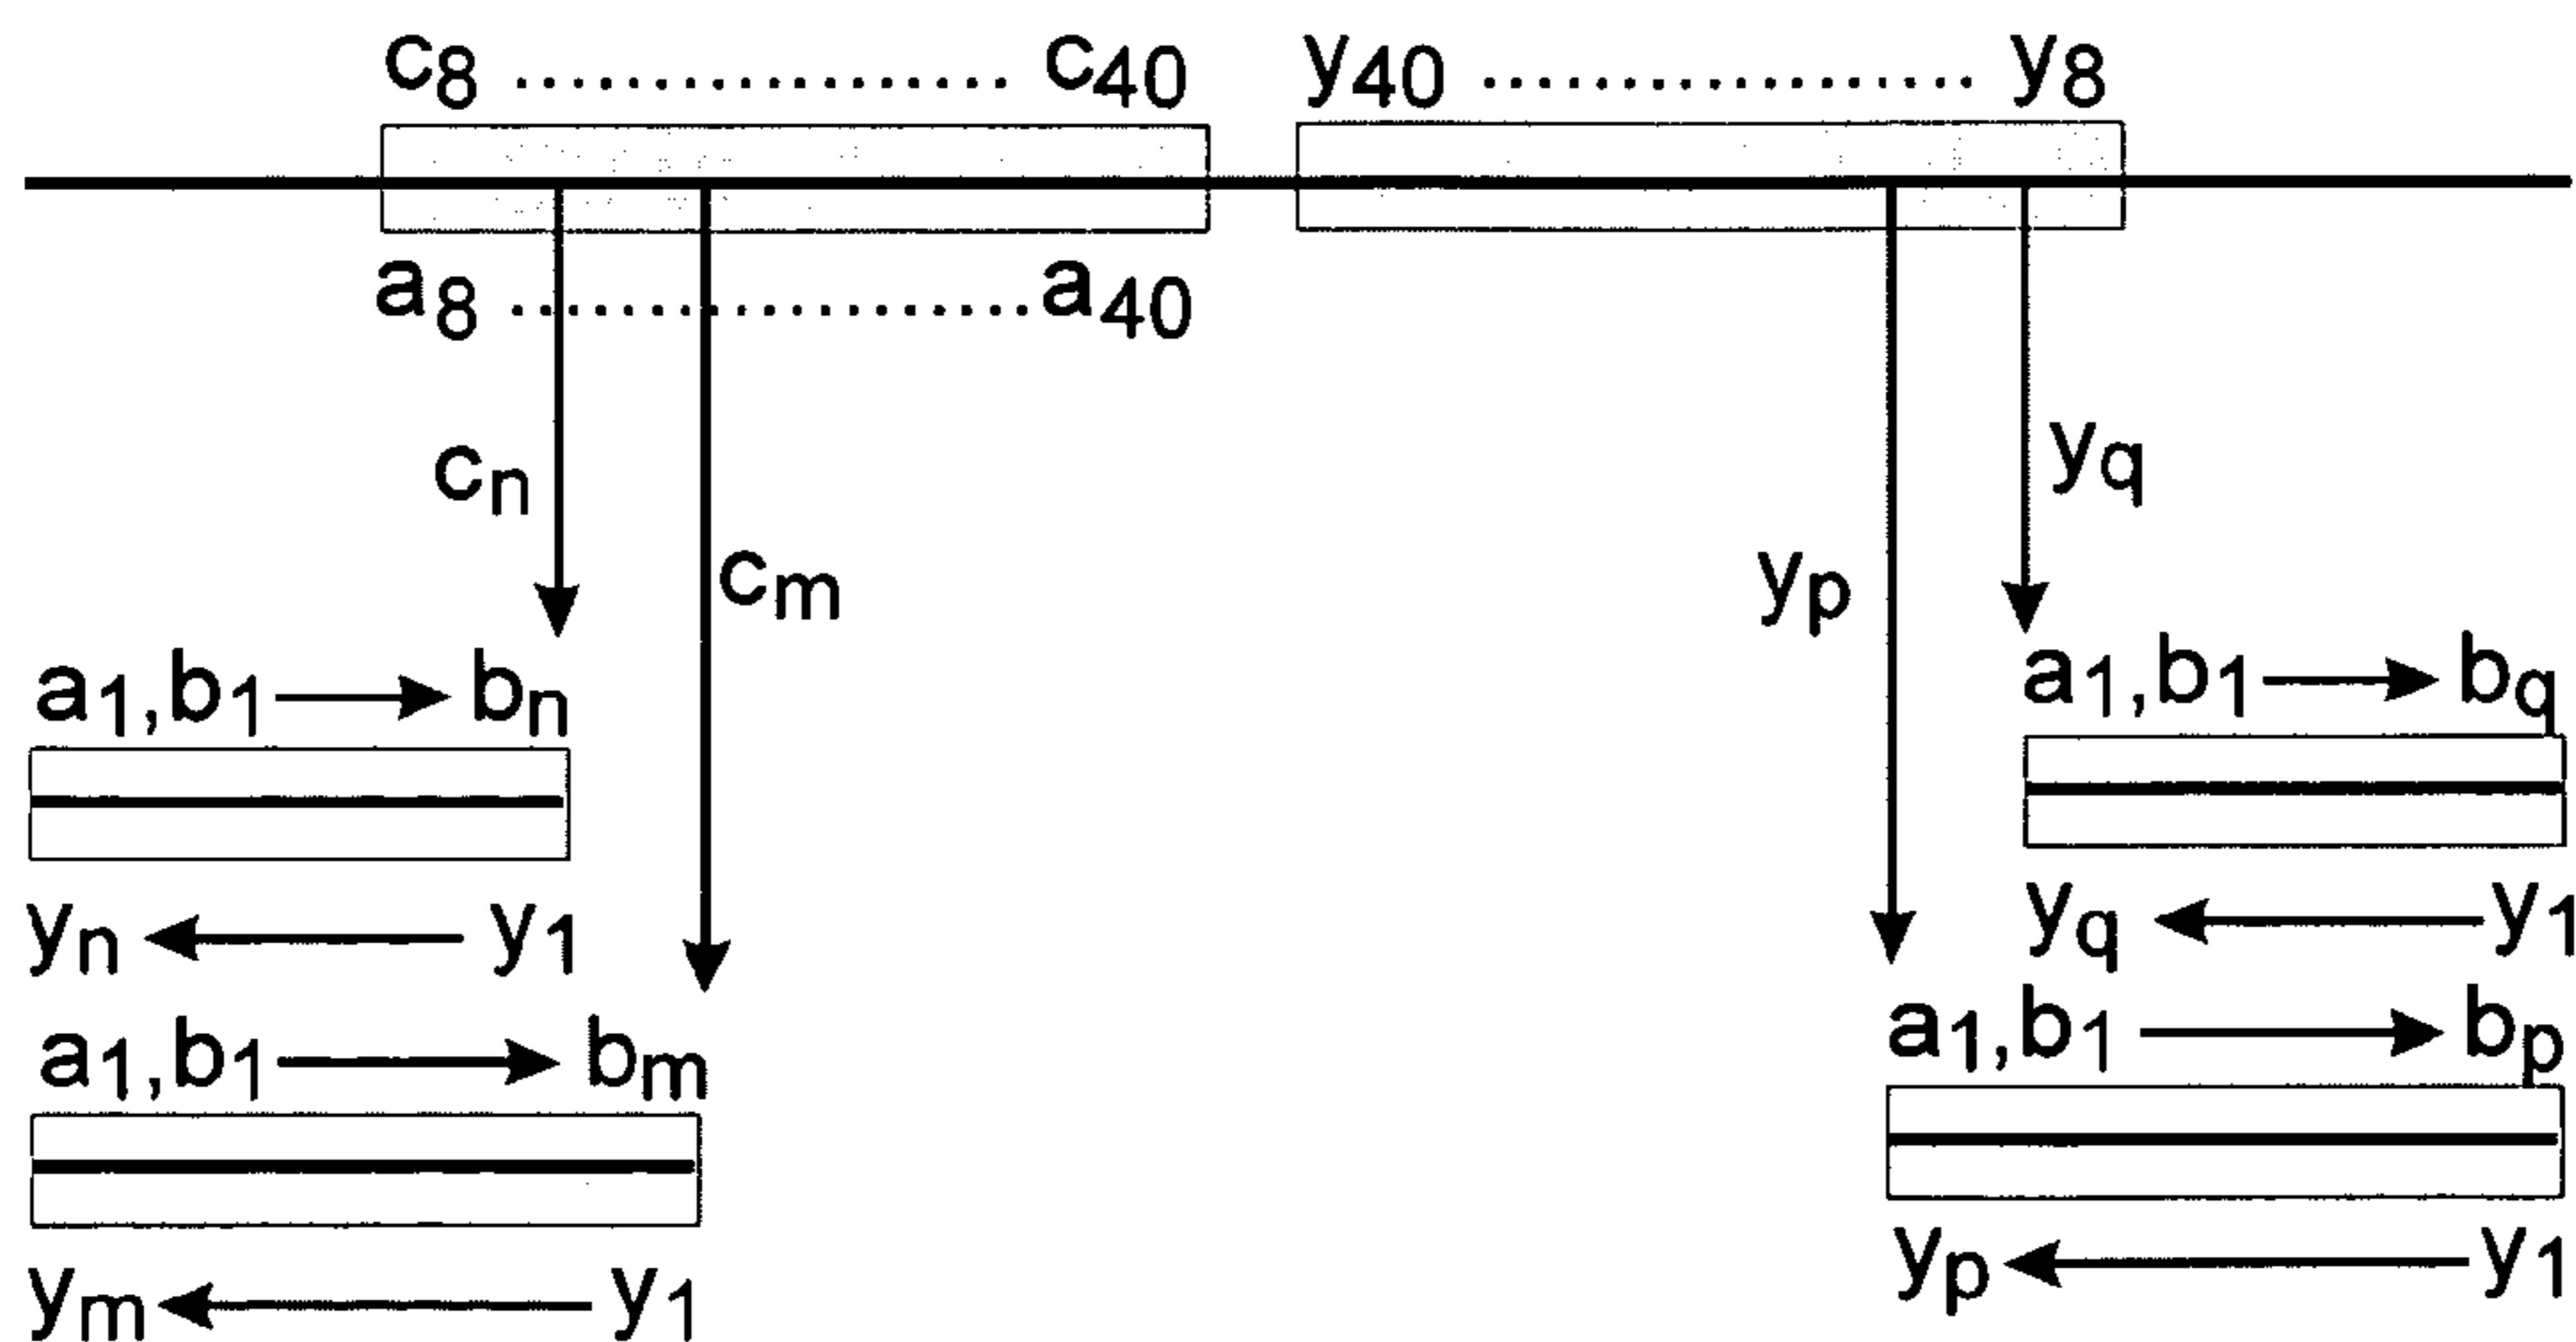 c8 .................. c40 y40 .................. y8
a8 ...................a40
cn
yq
cm
yp
a1,b1 → bn
a1,b1 → bq
yn ← y1
yq ← y1
a1,b1 → bm
a1,b1 → bp
ym ← y1
yp ← y1